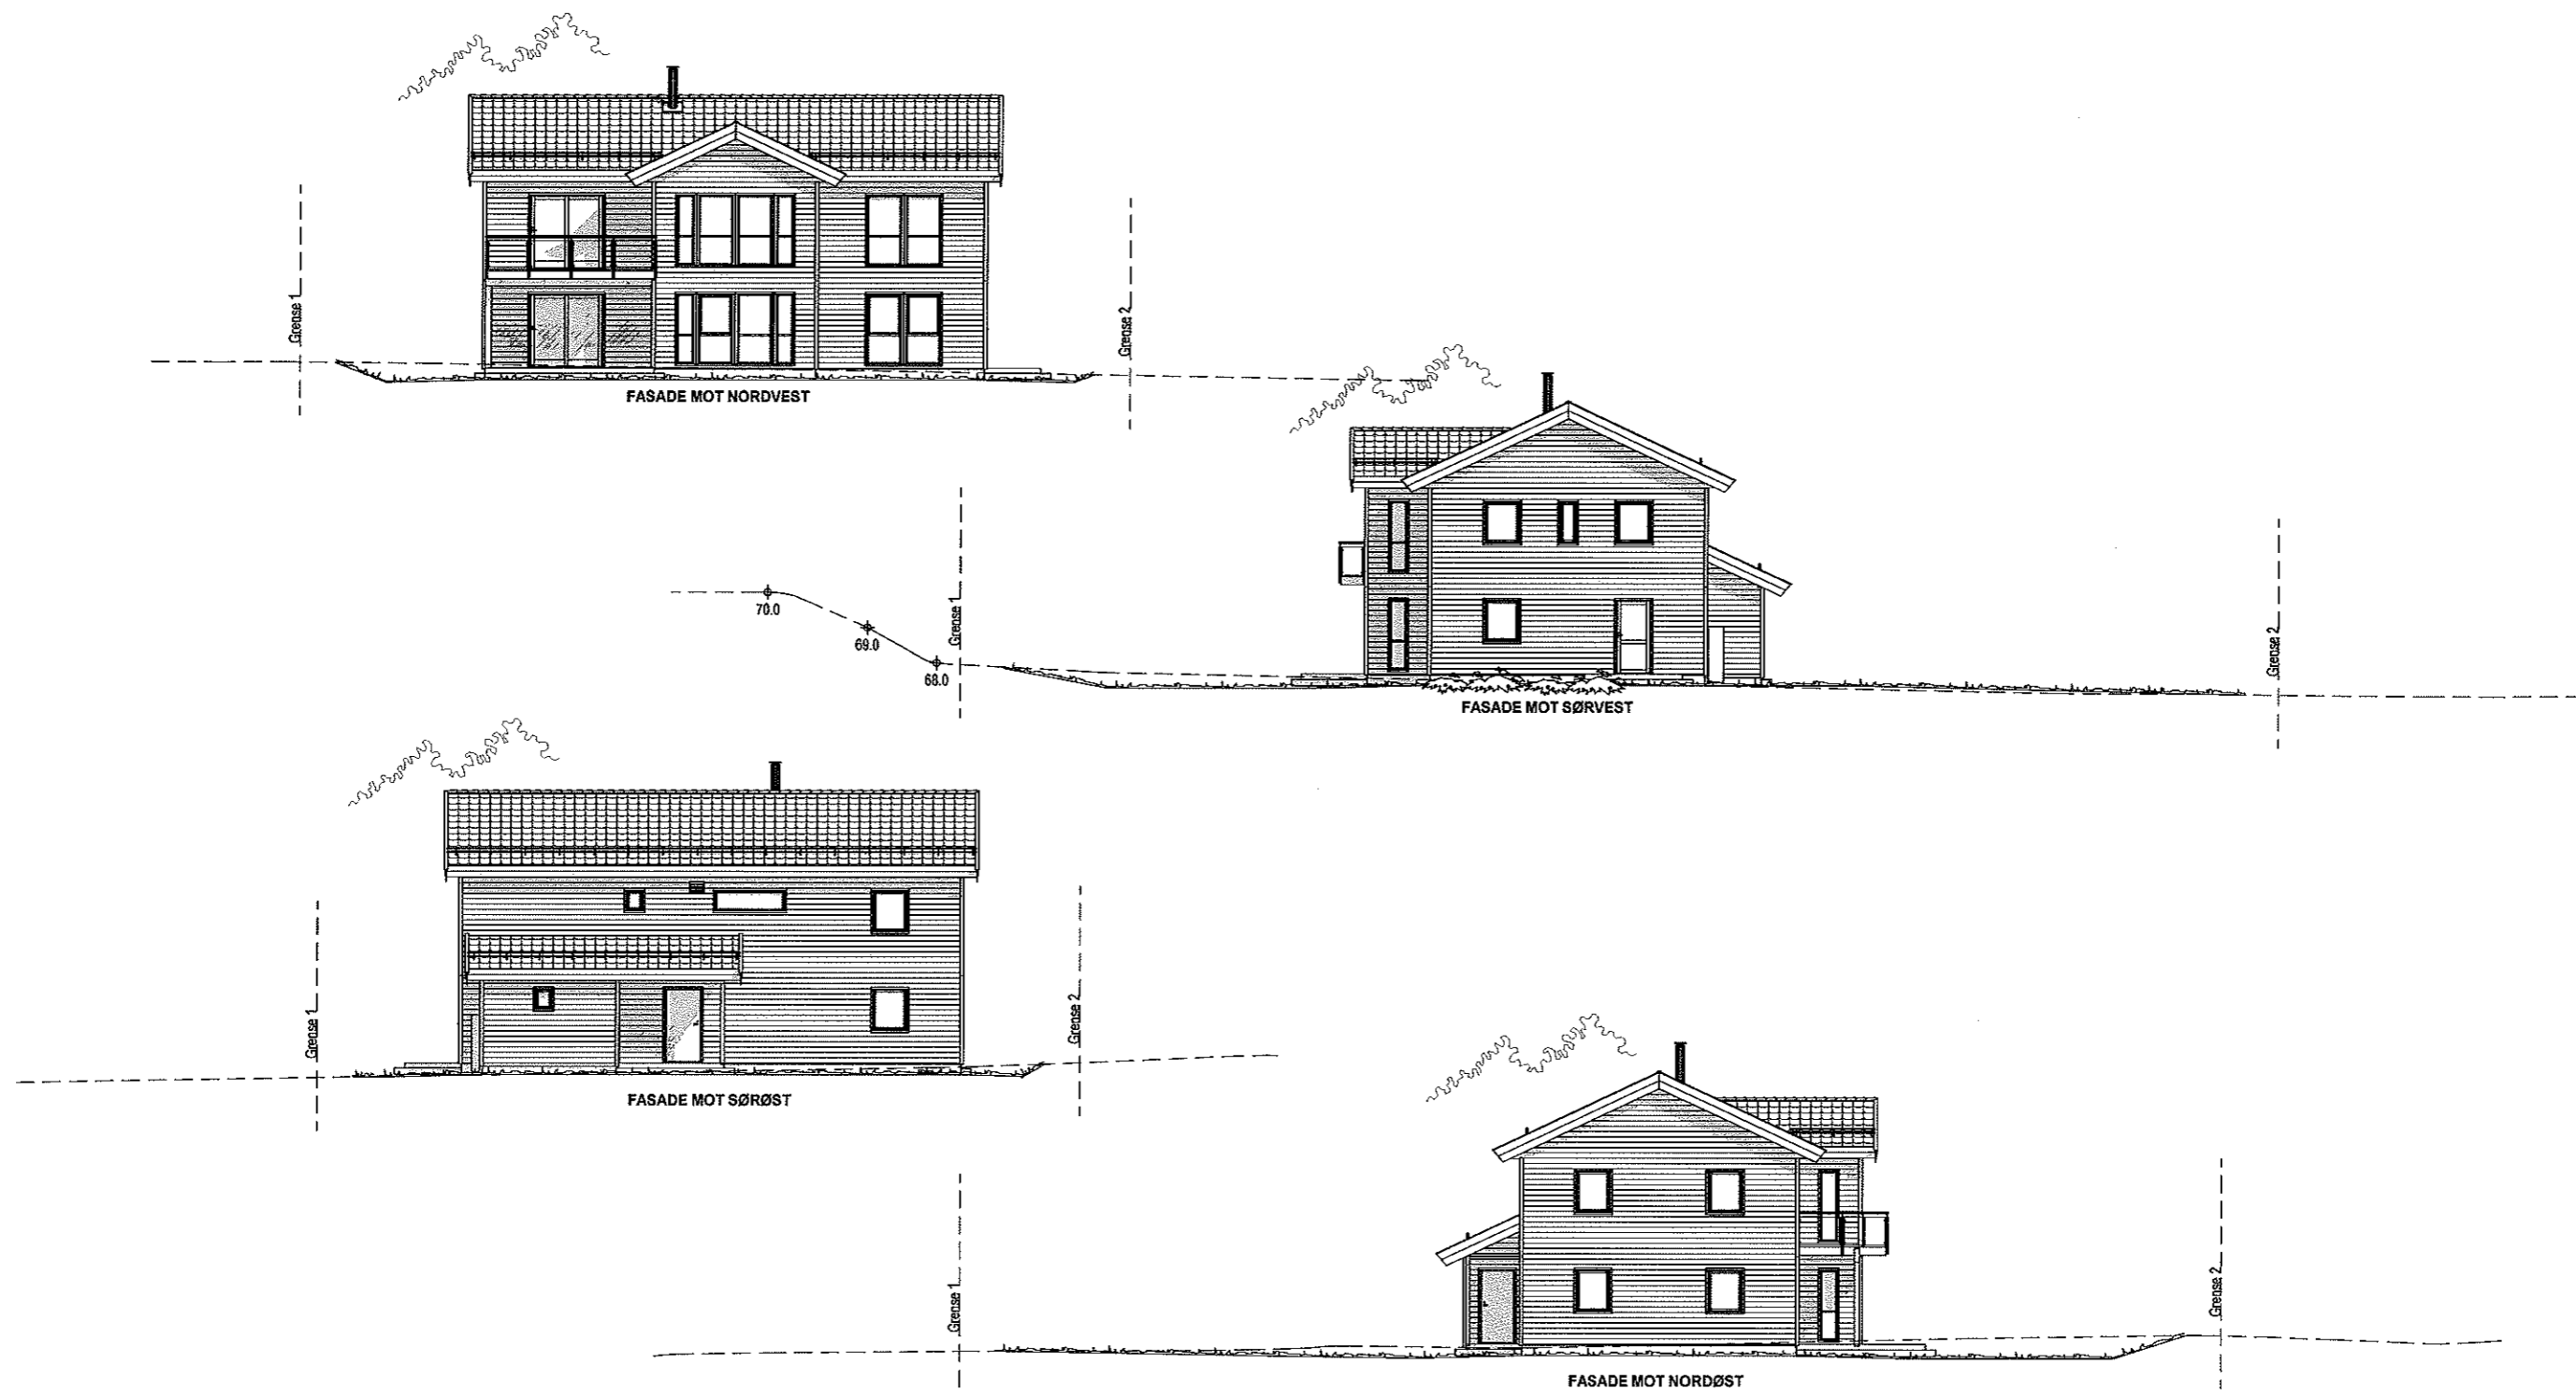 Grense 1
Grense 2
FASADE MOT NORDVEST
70.0
69.0
68.0
Grense 1
Grense 2
FASADE MOT SØRVEST
Grense 1
Grense 2
FASADE MOT SØRØST
Grense 1
Grense 2
FASADE MOT NORDØST